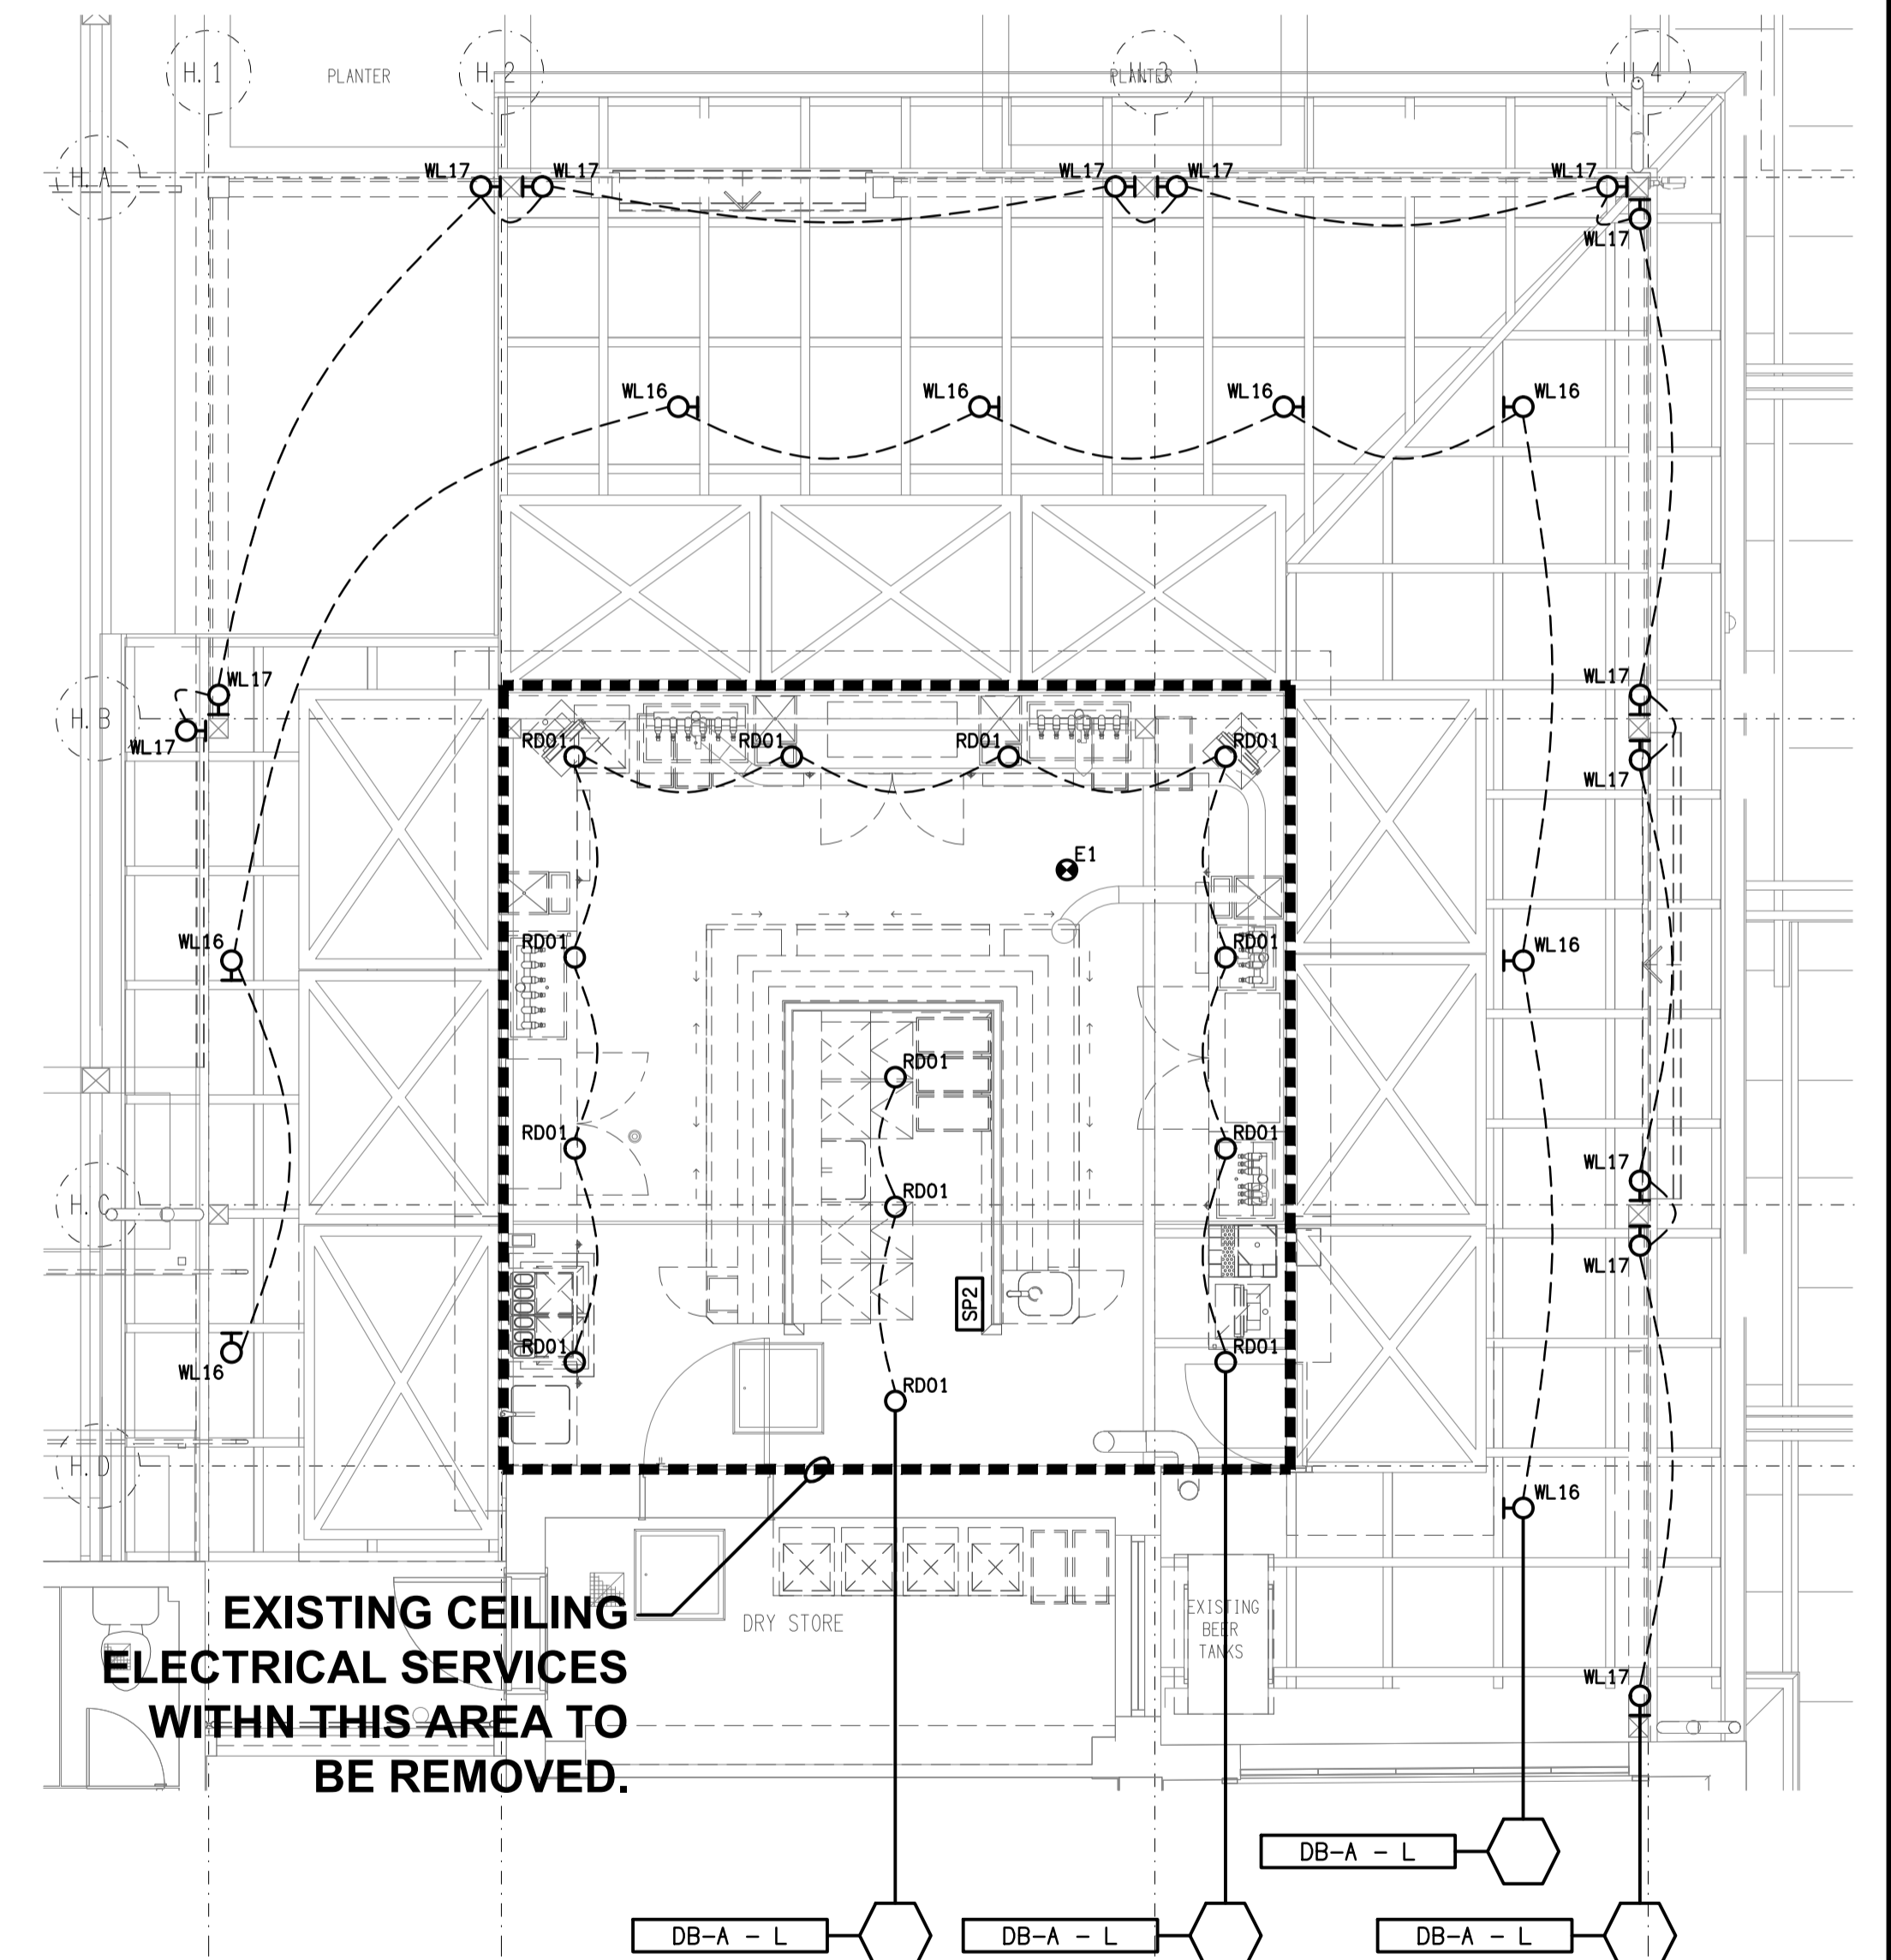 H. 1
PLANTER
H. 2
PLANTER
H. 3
H. 4
H. A
WL17
WL17
WL17
WL17
WL17
WL17
WL16
WL16
WL16
WL16
WL17
WL17
H. B
WL17
WL17
RD01
RD01
RD01
RD01
E1
WL16
RD01
RD01
WL16
RD01
RD01
RD01
WL17
H. C
RD01
WL17
SP2
RD01
RD01
WL16
RD01
H. D
WL16
EXISTING CEILING
ELECTRICAL SERVICES
WITHN THIS AREA TO
BE REMOVED.
DRY STORE
EXISTING
BEER
TANKS
WL17
DB-A - L
DB-A - L
DB-A - L
DB-A - L